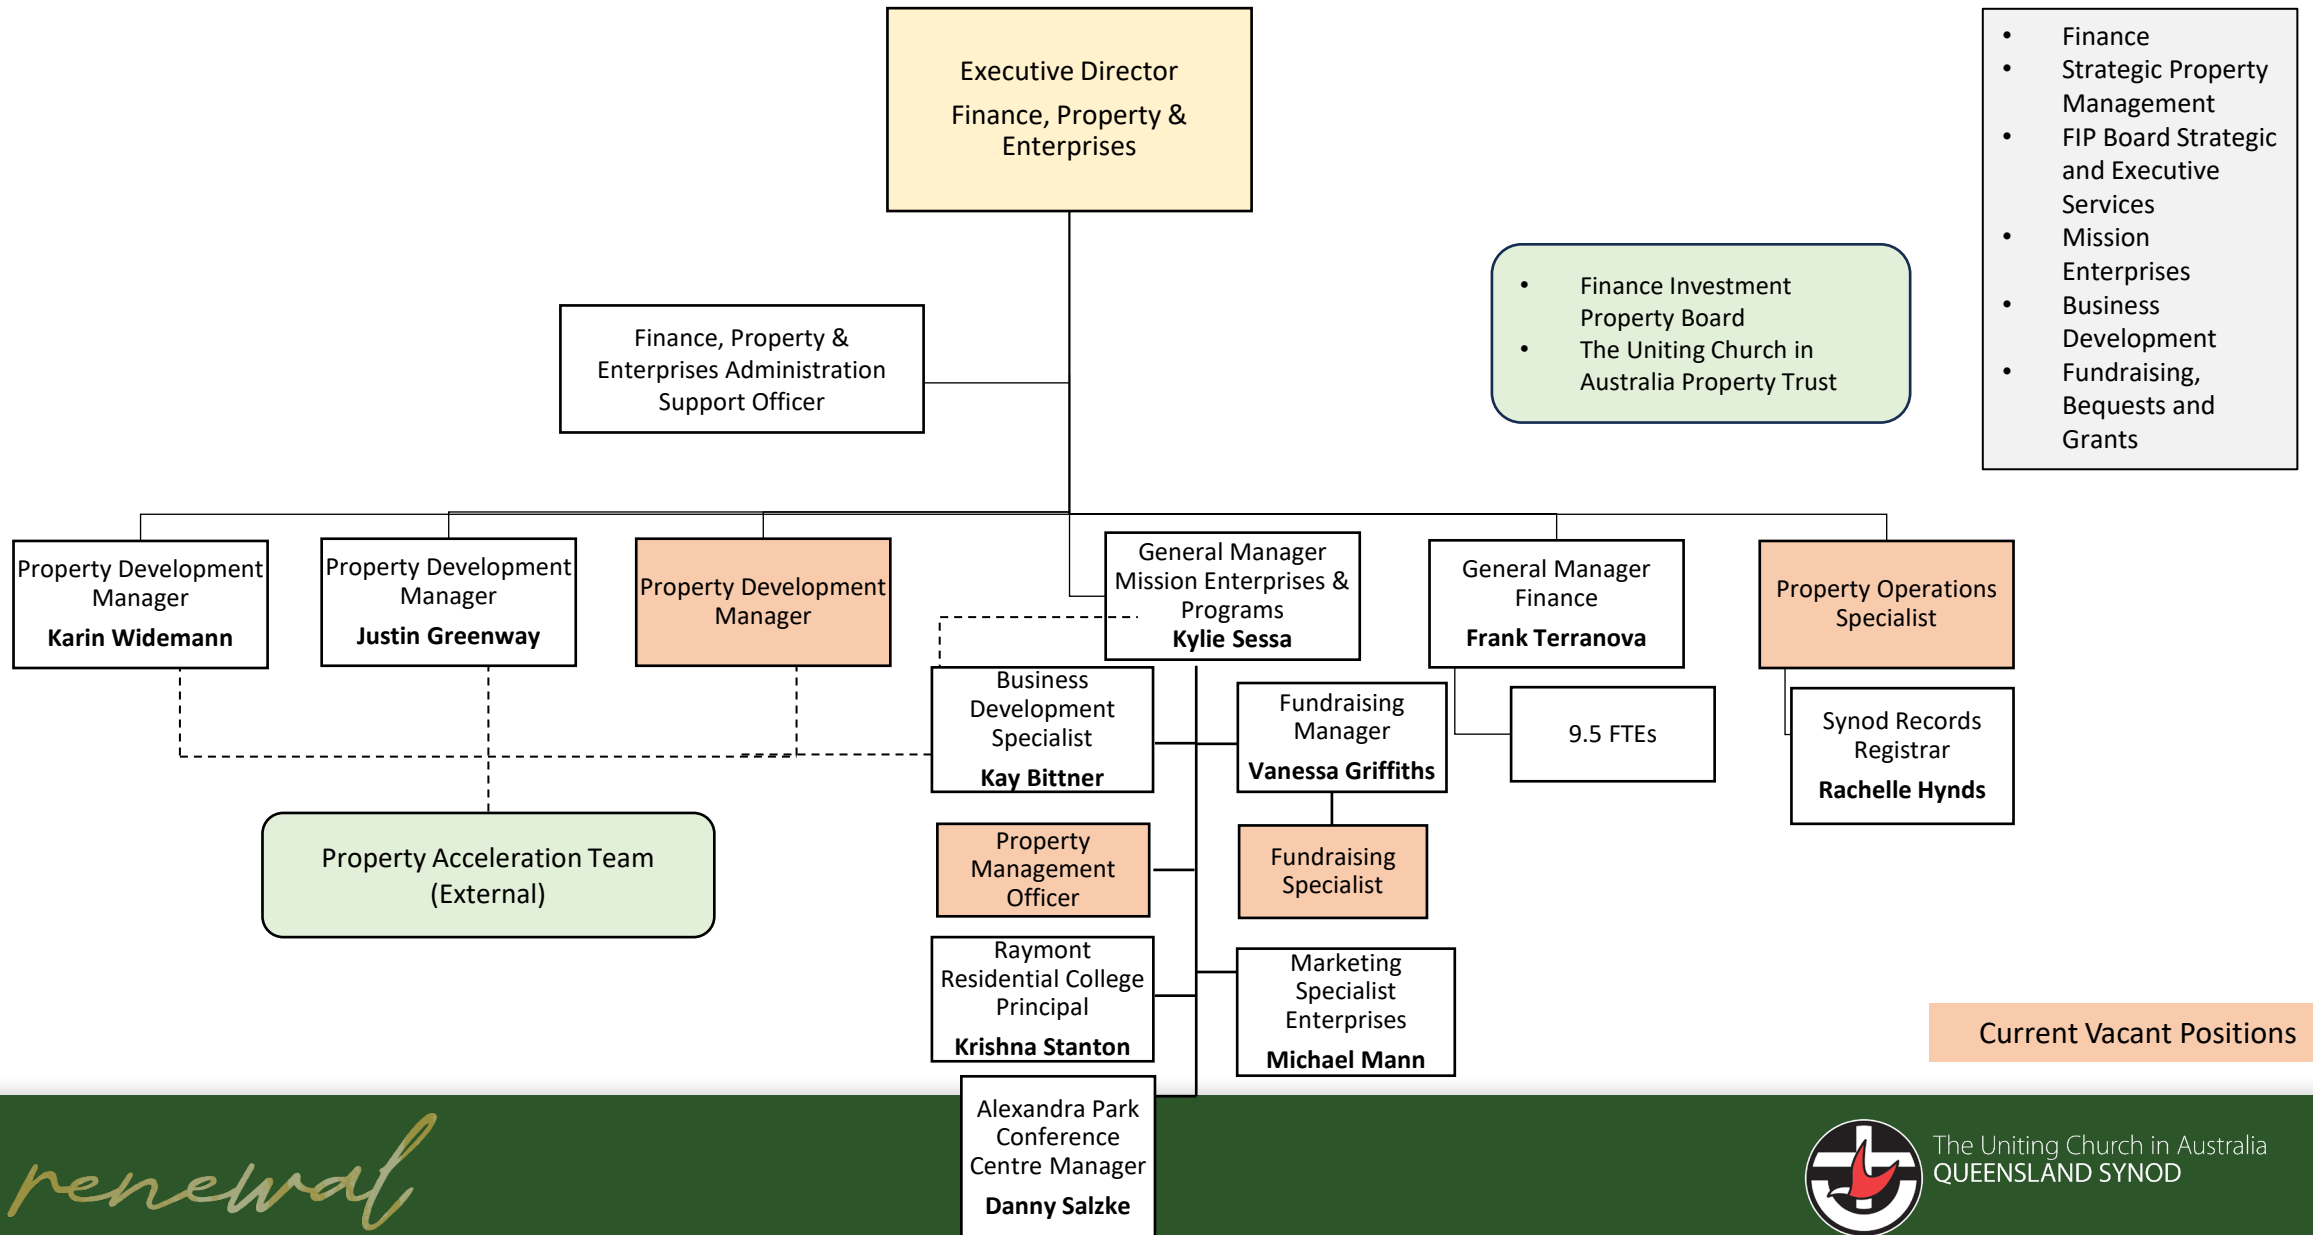 Executive Director
Finance, Property &
Enterprises
• Finance
• Strategic Property
Management
• FIP Board Strategic
and Executive
Services
• Mission
Enterprises
• Business
Development
• Fundraising,
Bequests and
Grants
• Finance Investment
Property Board
• The Uniting Church in
Australia Property Trust
Finance, Property &
Enterprises Administration
Support Officer
Property Development
Manager
Karin Widemann
Property Development
Manager
Justin Greenway
Property Development
Manager
General Manager
Mission Enterprises &
Programs
Kylie Sessa
General Manager
Finance
Frank Terranova
Property Operations
Specialist
Business
Development
Specialist
Kay Bittner
Fundraising
Manager
Vanessa Griffiths
9.5 FTEs
Synod Records
Registrar
Rachelle Hynds
Property Acceleration Team
(External)
Property
Management
Officer
Fundraising
Specialist
Raymont
Residential College
Principal
Krishna Stanton
Marketing
Specialist
Enterprises
Michael Mann
Current Vacant Positions
Alexandra Park
Conference
Centre Manager
Danny Salzke
renewal
The Uniting Church in Australia
QUEENSLAND SYNOD